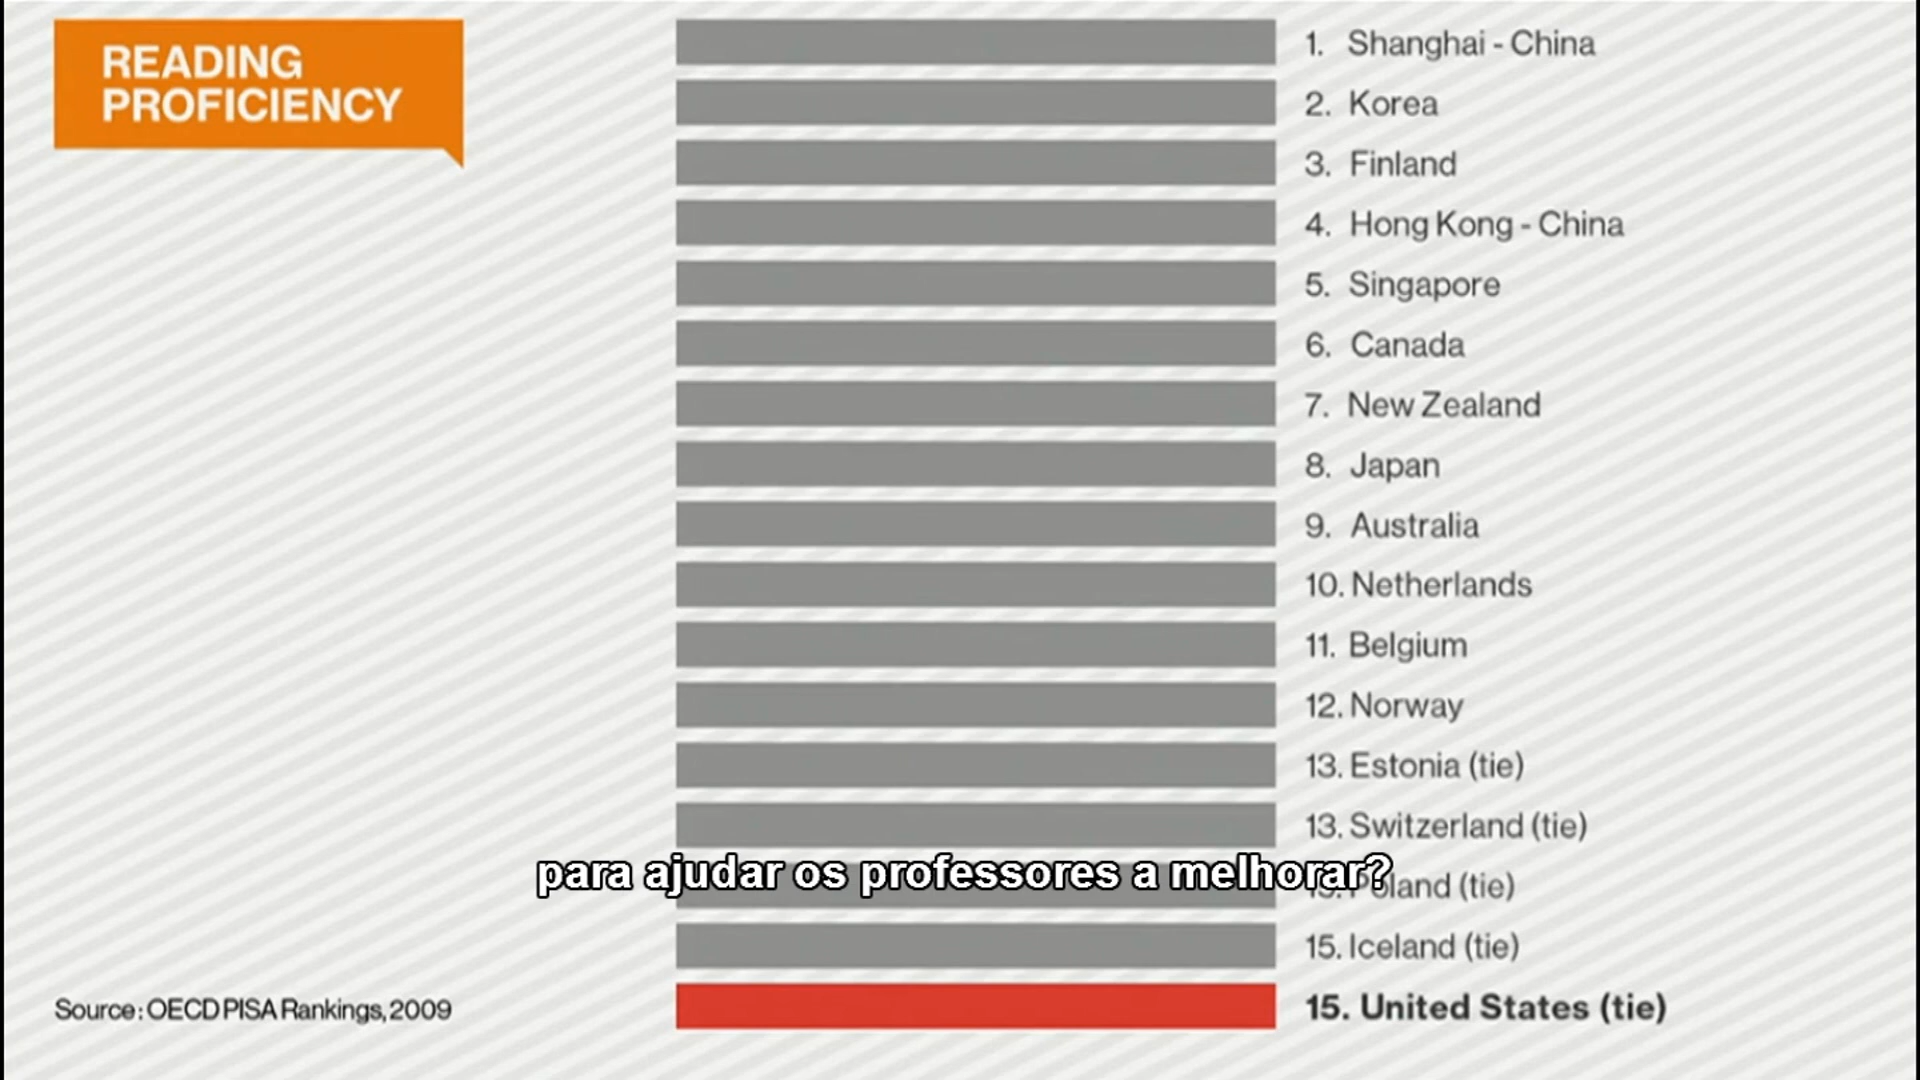 READING
PROFICIENCY
1. Shanghai - China
2. Korea
3. Finland
4. Hong Kong - China
5. Singapore
6. Canada
7. New Zealand
8. Japan
9. Australia
10. Netherlands
11. Belgium
12. Norway
13. Estonia (tie)
13. Switzerland (tie)
para ajudar os professores a melhorar?
Poland (tie)
15. Iceland (tie)
15. United States (tie)
Source: OECD PISA Rankings, 2009